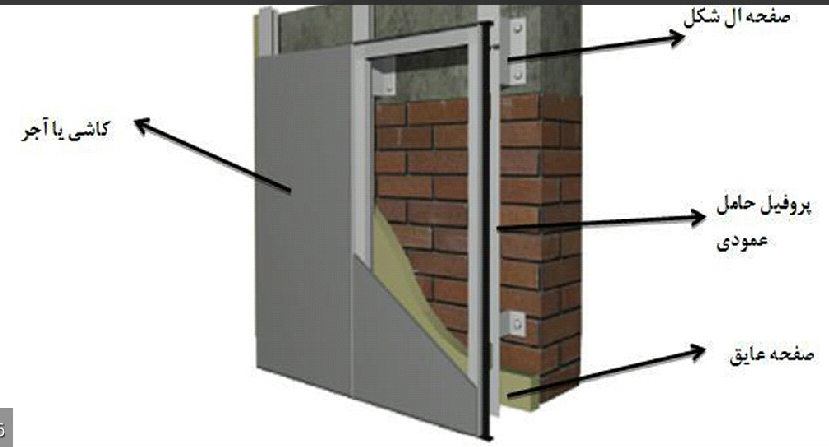 صفحه ال شکل
کاشی یا آجر
پروفیل حامل
عمودی
صفحه عایق